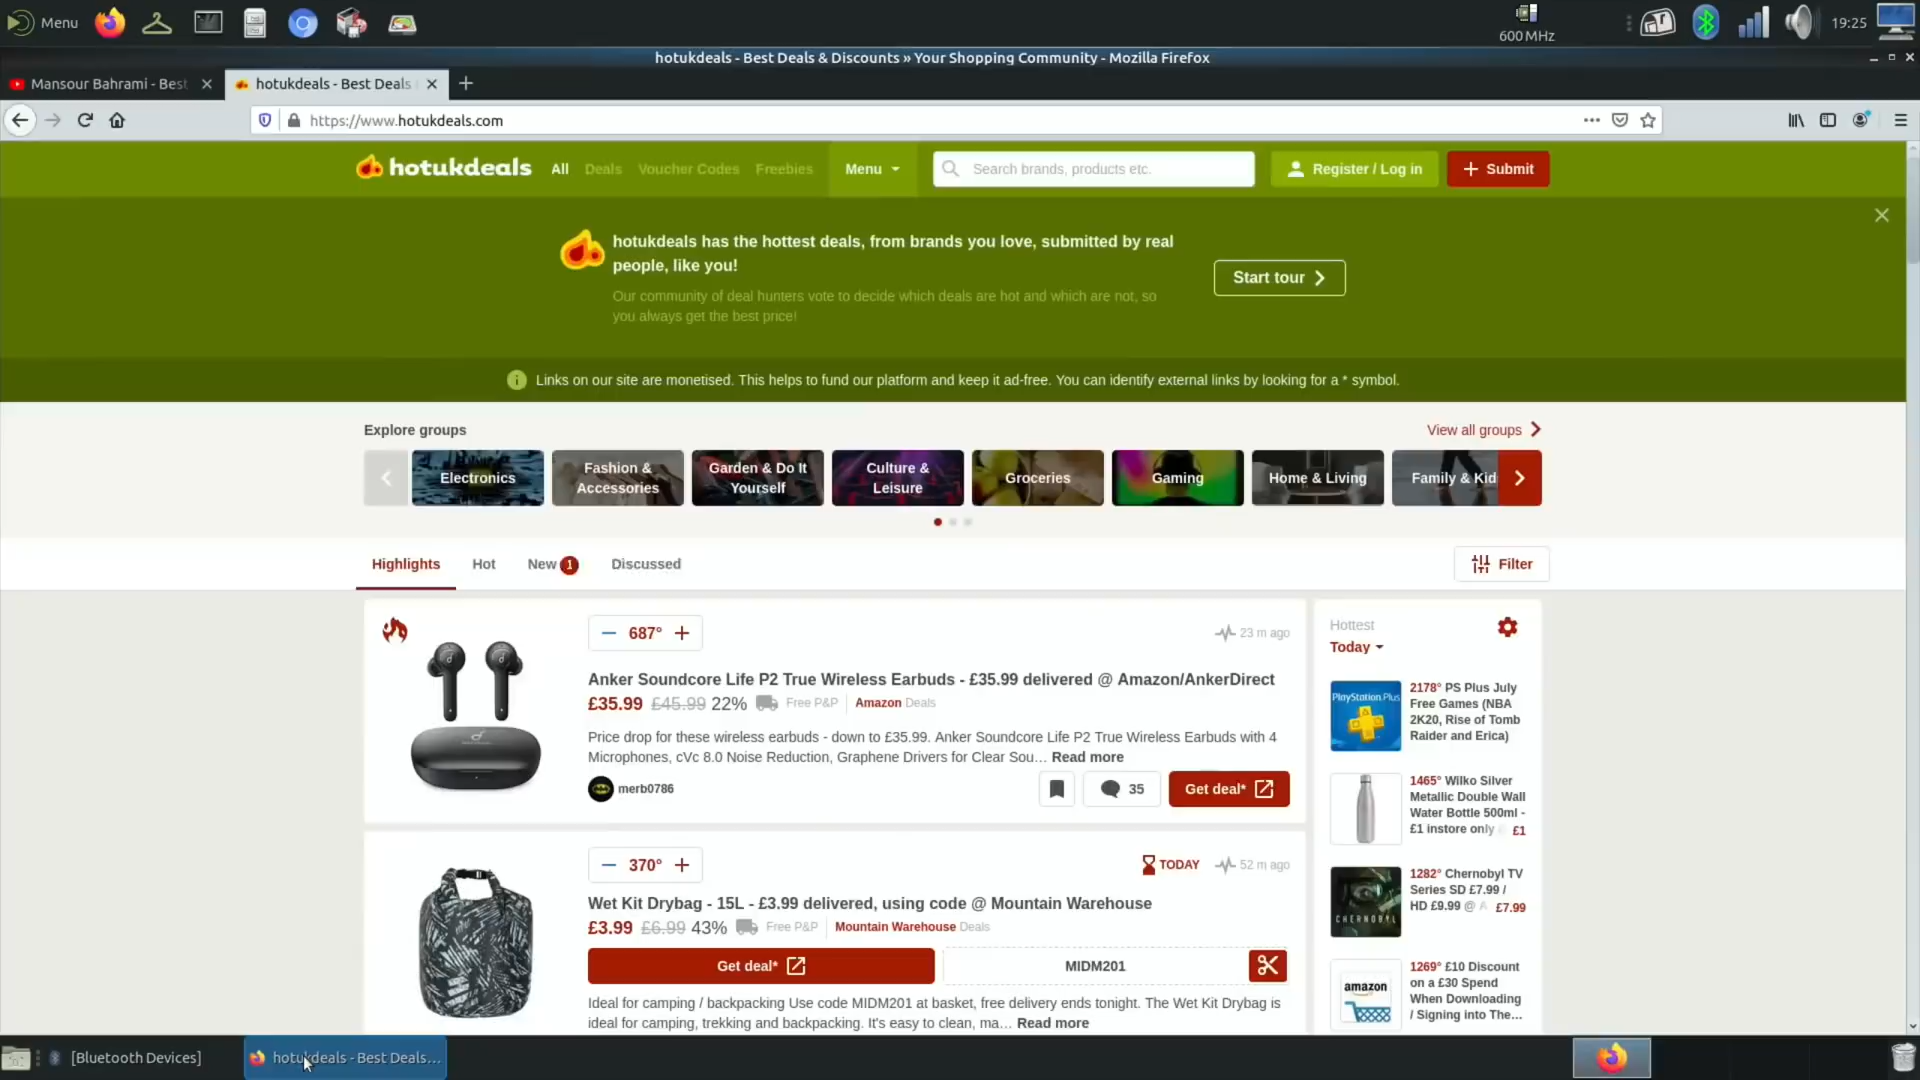 Menu
600 MHz
19:25
hotukdeals - Best Deals & Discounts » Your Shopping Community - Mozilla Firefox
Mansour Bahrami - Best
hotukdeals - Best Deals
https://www.hotukdeals.com
hotukdeals All Deals Voucher Codes Freebies Menu Search brands, products etc. Register / Log in + Submit
hotukdeals has the hottest deals, from brands you love, submitted by real
people, like you!
Our community of deal hunters vote to decide which deals are hot and which are not, so
you always get the best price!
Start tour
Links on our site are monetised. This helps to fund our platform and keep it ad-free. You can identify external links by looking for a * symbol.
Explore groups
View all groups
Electronics
Fashion &
Accessories
Garden & Do It
Yourself
Culture &
Leisure
Groceries
Gaming
Home & Living
Family & Kid
Highlights Hot New 1 Discussed
Filter
687°
23 m ago
Anker Soundcore Life P2 True Wireless Earbuds - £35.99 delivered @ Amazon/AnkerDirect
£35.99 £45.99 22% Free P&P Amazon Deals
Price drop for these wireless earbuds - down to £35.99. Anker Soundcore Life P2 True Wireless Earbuds with 4
Microphones, cVc 8.0 Noise Reduction, Graphene Drivers for Clear Sou... Read more
merb0786
35
Get deal*
370°
TODAY
52 m ago
Wet Kit Drybag - 15L - £3.99 delivered, using code @ Mountain Warehouse
£3.99 £6.99 43% Free P&P Mountain Warehouse Deals
Get deal*
MIDM201
Ideal for camping / backpacking Use code MIDM201 at basket, free delivery ends tonight. The Wet Kit Drybag is
ideal for camping, trekking and backpacking. It's easy to clean, ma... Read more
Hottest
Today
PlayStation.Plus
2178° PS Plus July
Free Games (NBA
2K20, Rise of Tomb
Raider and Erica)
1465° Wilko Silver
Metallic Double Wall
Water Bottle 500ml -
£1 instore only £1
CHERNOBYL
1282° Chernobyl TV
Series SD £7.99 /
HD £9.99 @ A £7.99
amazon
1269° £10 Discount
on a £30 Spend
When Downloading
/ Signing into The...
[Bluetooth Devices]
hotukdeals - Best Deals...